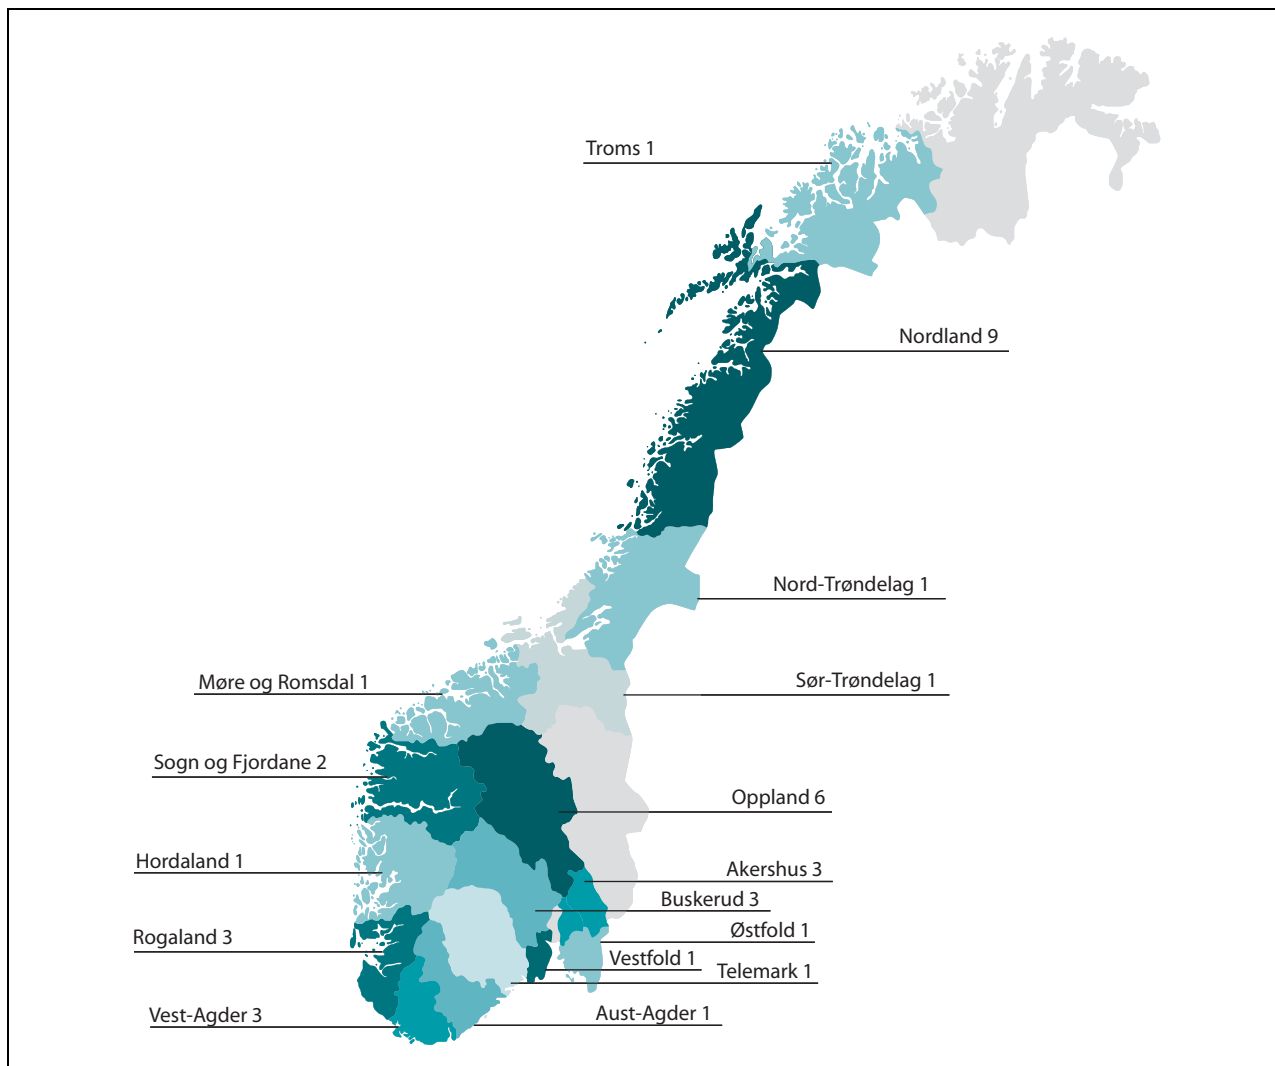 Troms 1
Nordland 9
Nord-Trøndelag 1
Møre og Romsdal 1
Sør-Trøndelag 1
Sogn og Fjordane 2
Oppland 6
Hordaland 1
Akershus 3
Buskerud 3
Rogaland 3
Østfold 1
Vestfold 1
Telemark 1
Vest-Agder 3
Aust-Agder 1